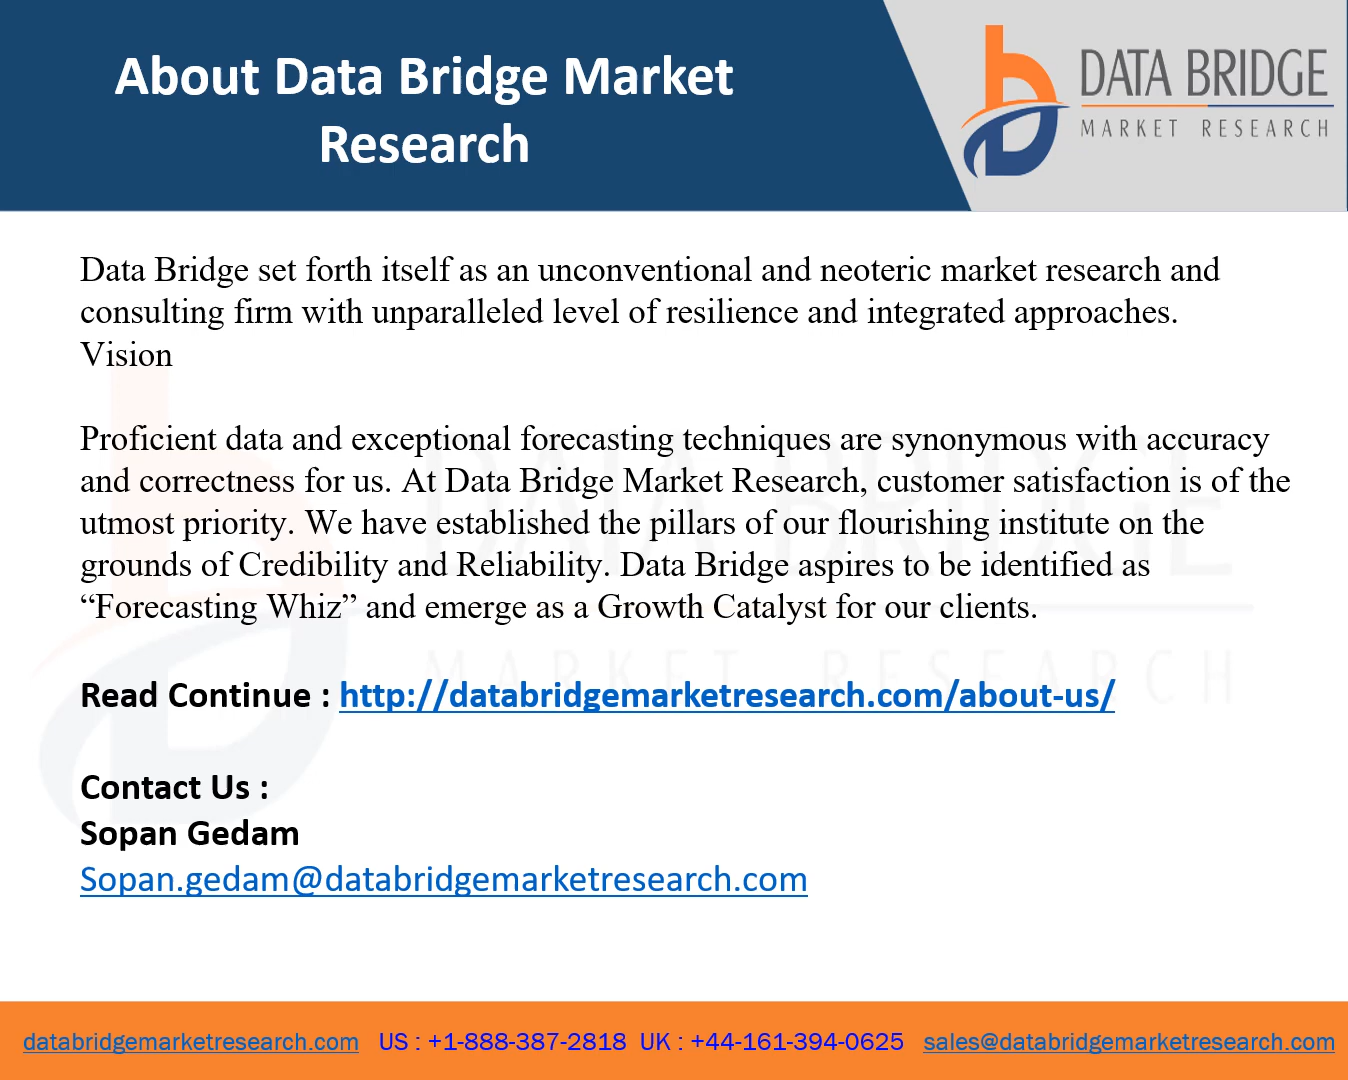 About Data Bridge Market
Research
DATA BRIDGE
MARKET RESEARCH
Data Bridge set forth itself as an unconventional and neoteric market research and
consulting firm with unparalleled level of resilience and integrated approaches.
Vision
Proficient data and exceptional forecasting techniques are synonymous with accuracy
and correctness for us. At Data Bridge Market Research, customer satisfaction is of the
utmost priority. We have established the pillars of our flourishing institute on the
grounds of Credibility and Reliability. Data Bridge aspires to be identified as
“Forecasting Whiz” and emerge as a Growth Catalyst for our clients.
DATA BRIDGE
MARKET RESEARCH
Read Continue : http://databridgemarketresearch.com/about-us/
Contact Us :
Sopan Gedam
Sopan.gedam@databridgemarketresearch.com
databridgemarketresearch.com US : +1-888-387-2818 UK : +44-161-394-0625 sales@databridgemarketresearch.com